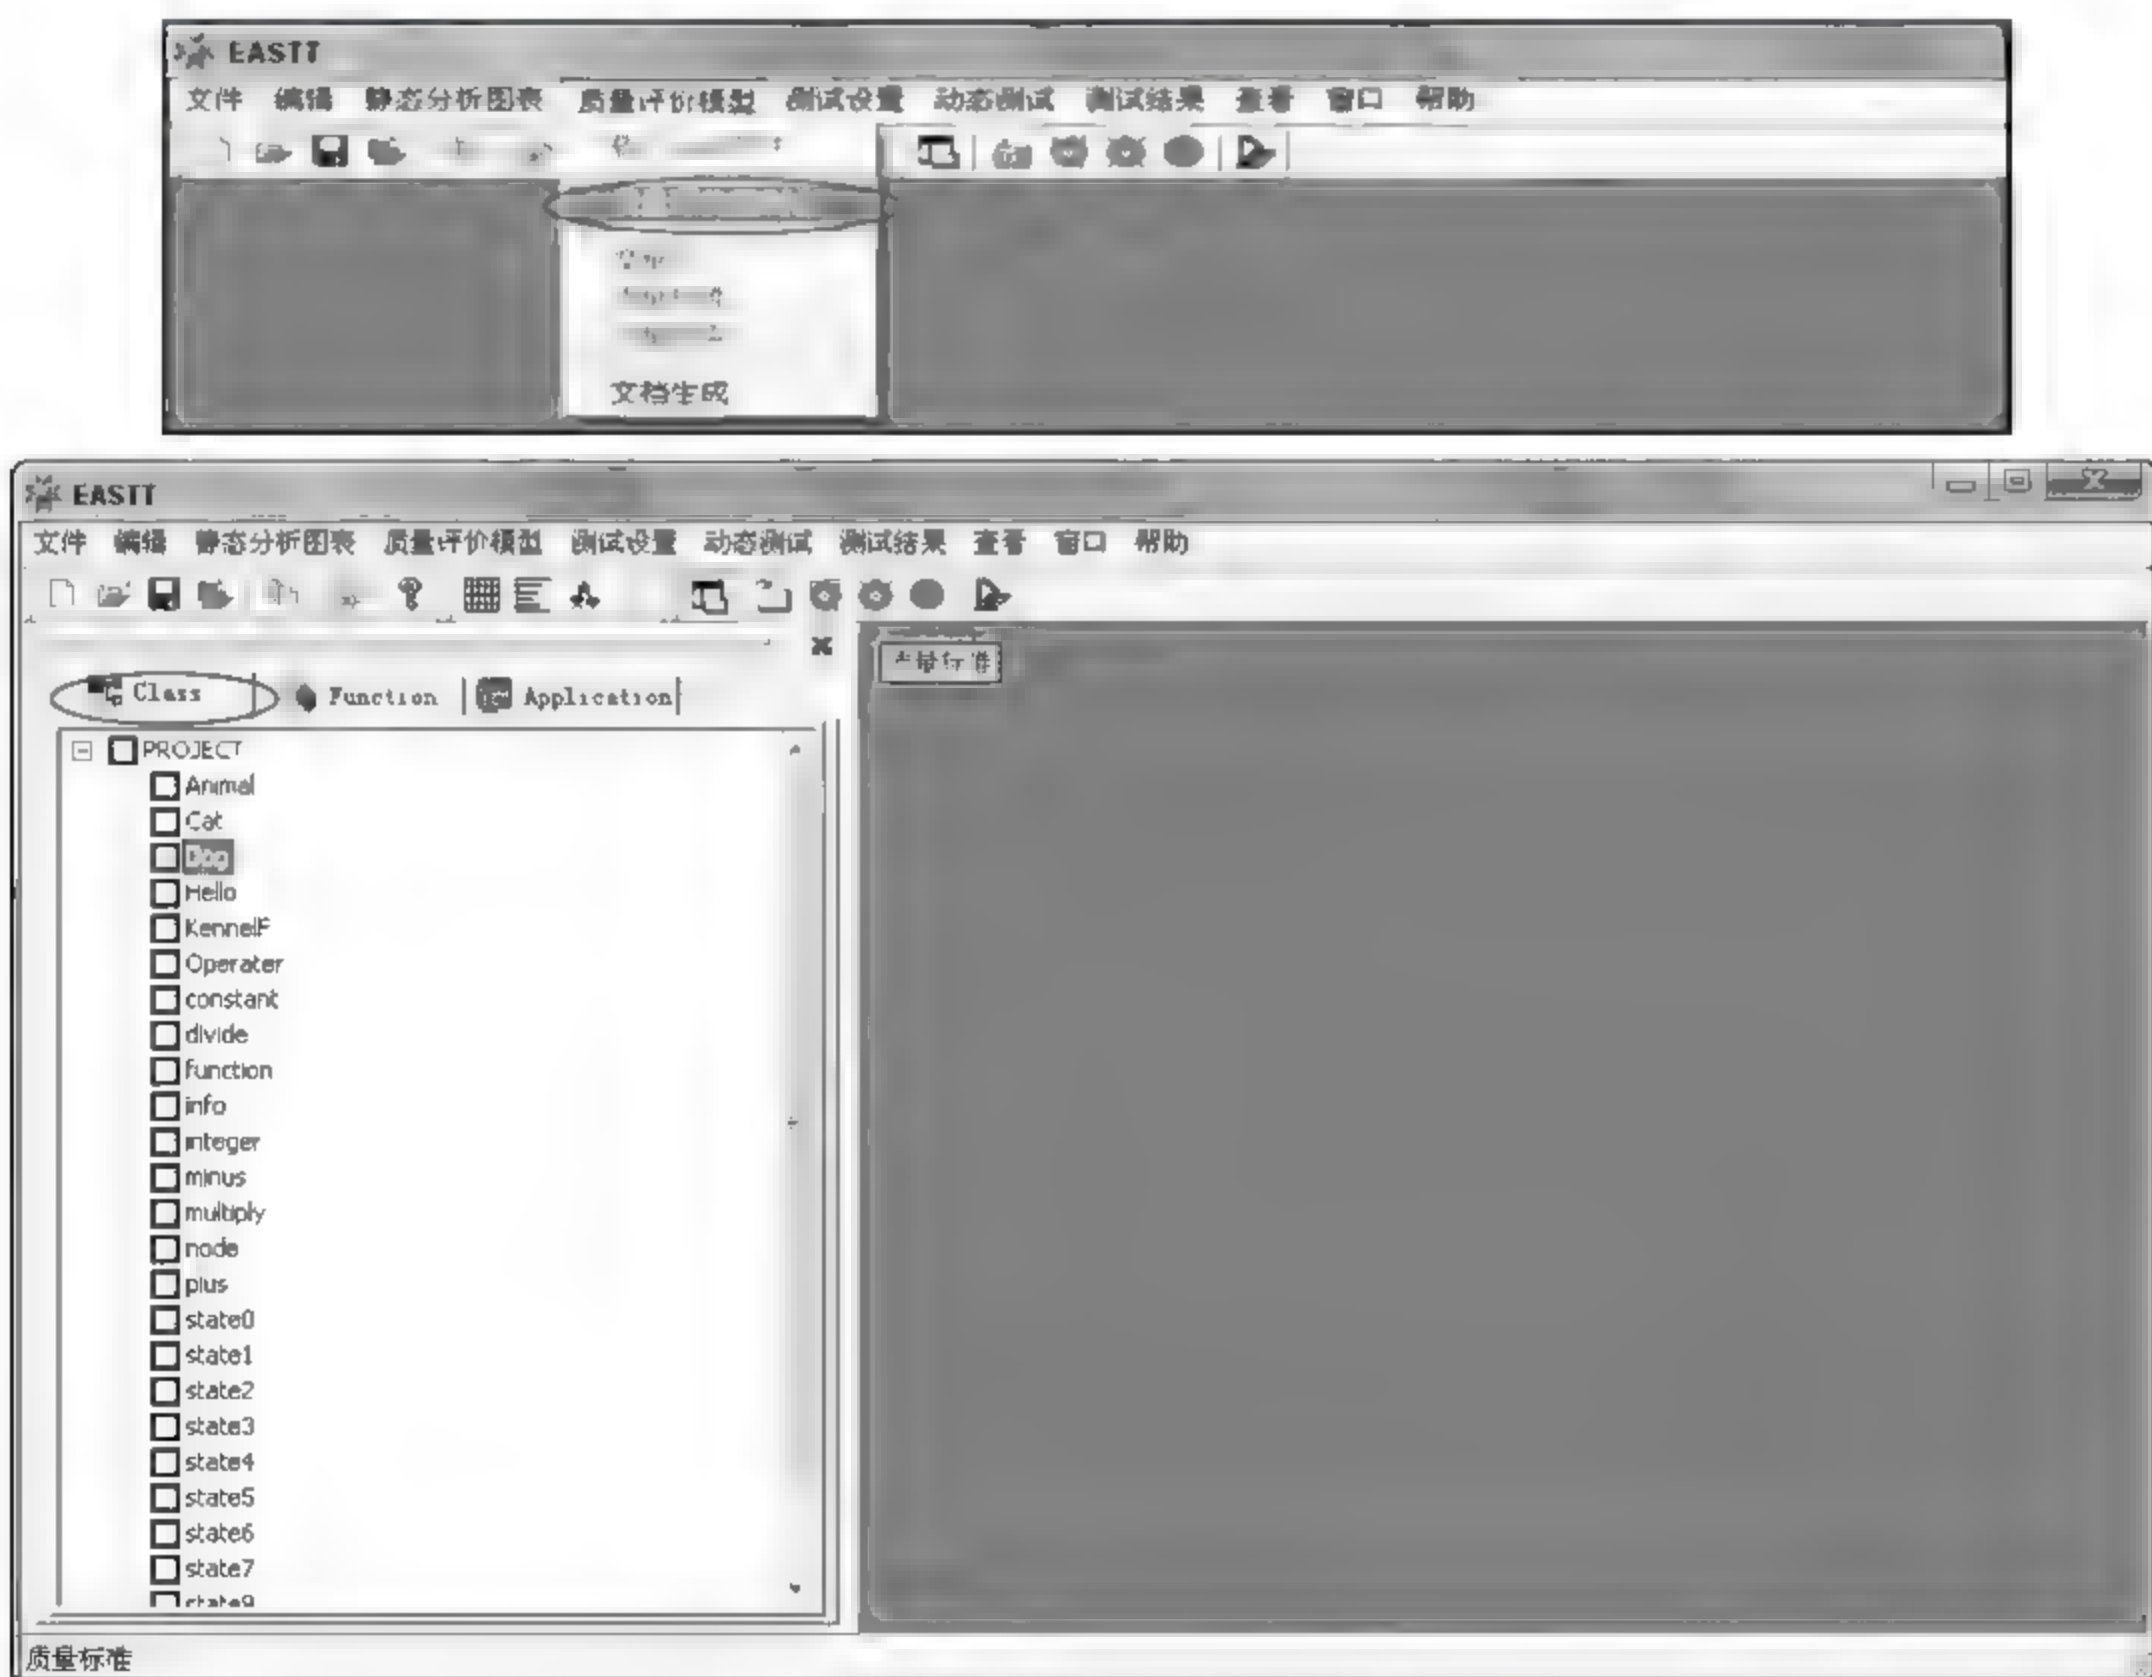 EASTT
文件 编辑 静态分析图表 质量评价模型 测试设置 动态测试 测试结果 查看 窗口 帮助
文档生成
EASTT
文件 编辑 静态分析图表 质量评价模型 测试设置 动态测试 测试结果 查看 窗口 帮助
质量标准
Class Function Application
PROJECT
Animal
Cat
Dog
Hello
KennelF
Operater
constant
divide
function
info
integer
minus
multiply
node
plus
state0
state1
state2
state3
state4
state5
state6
state7
质量标准